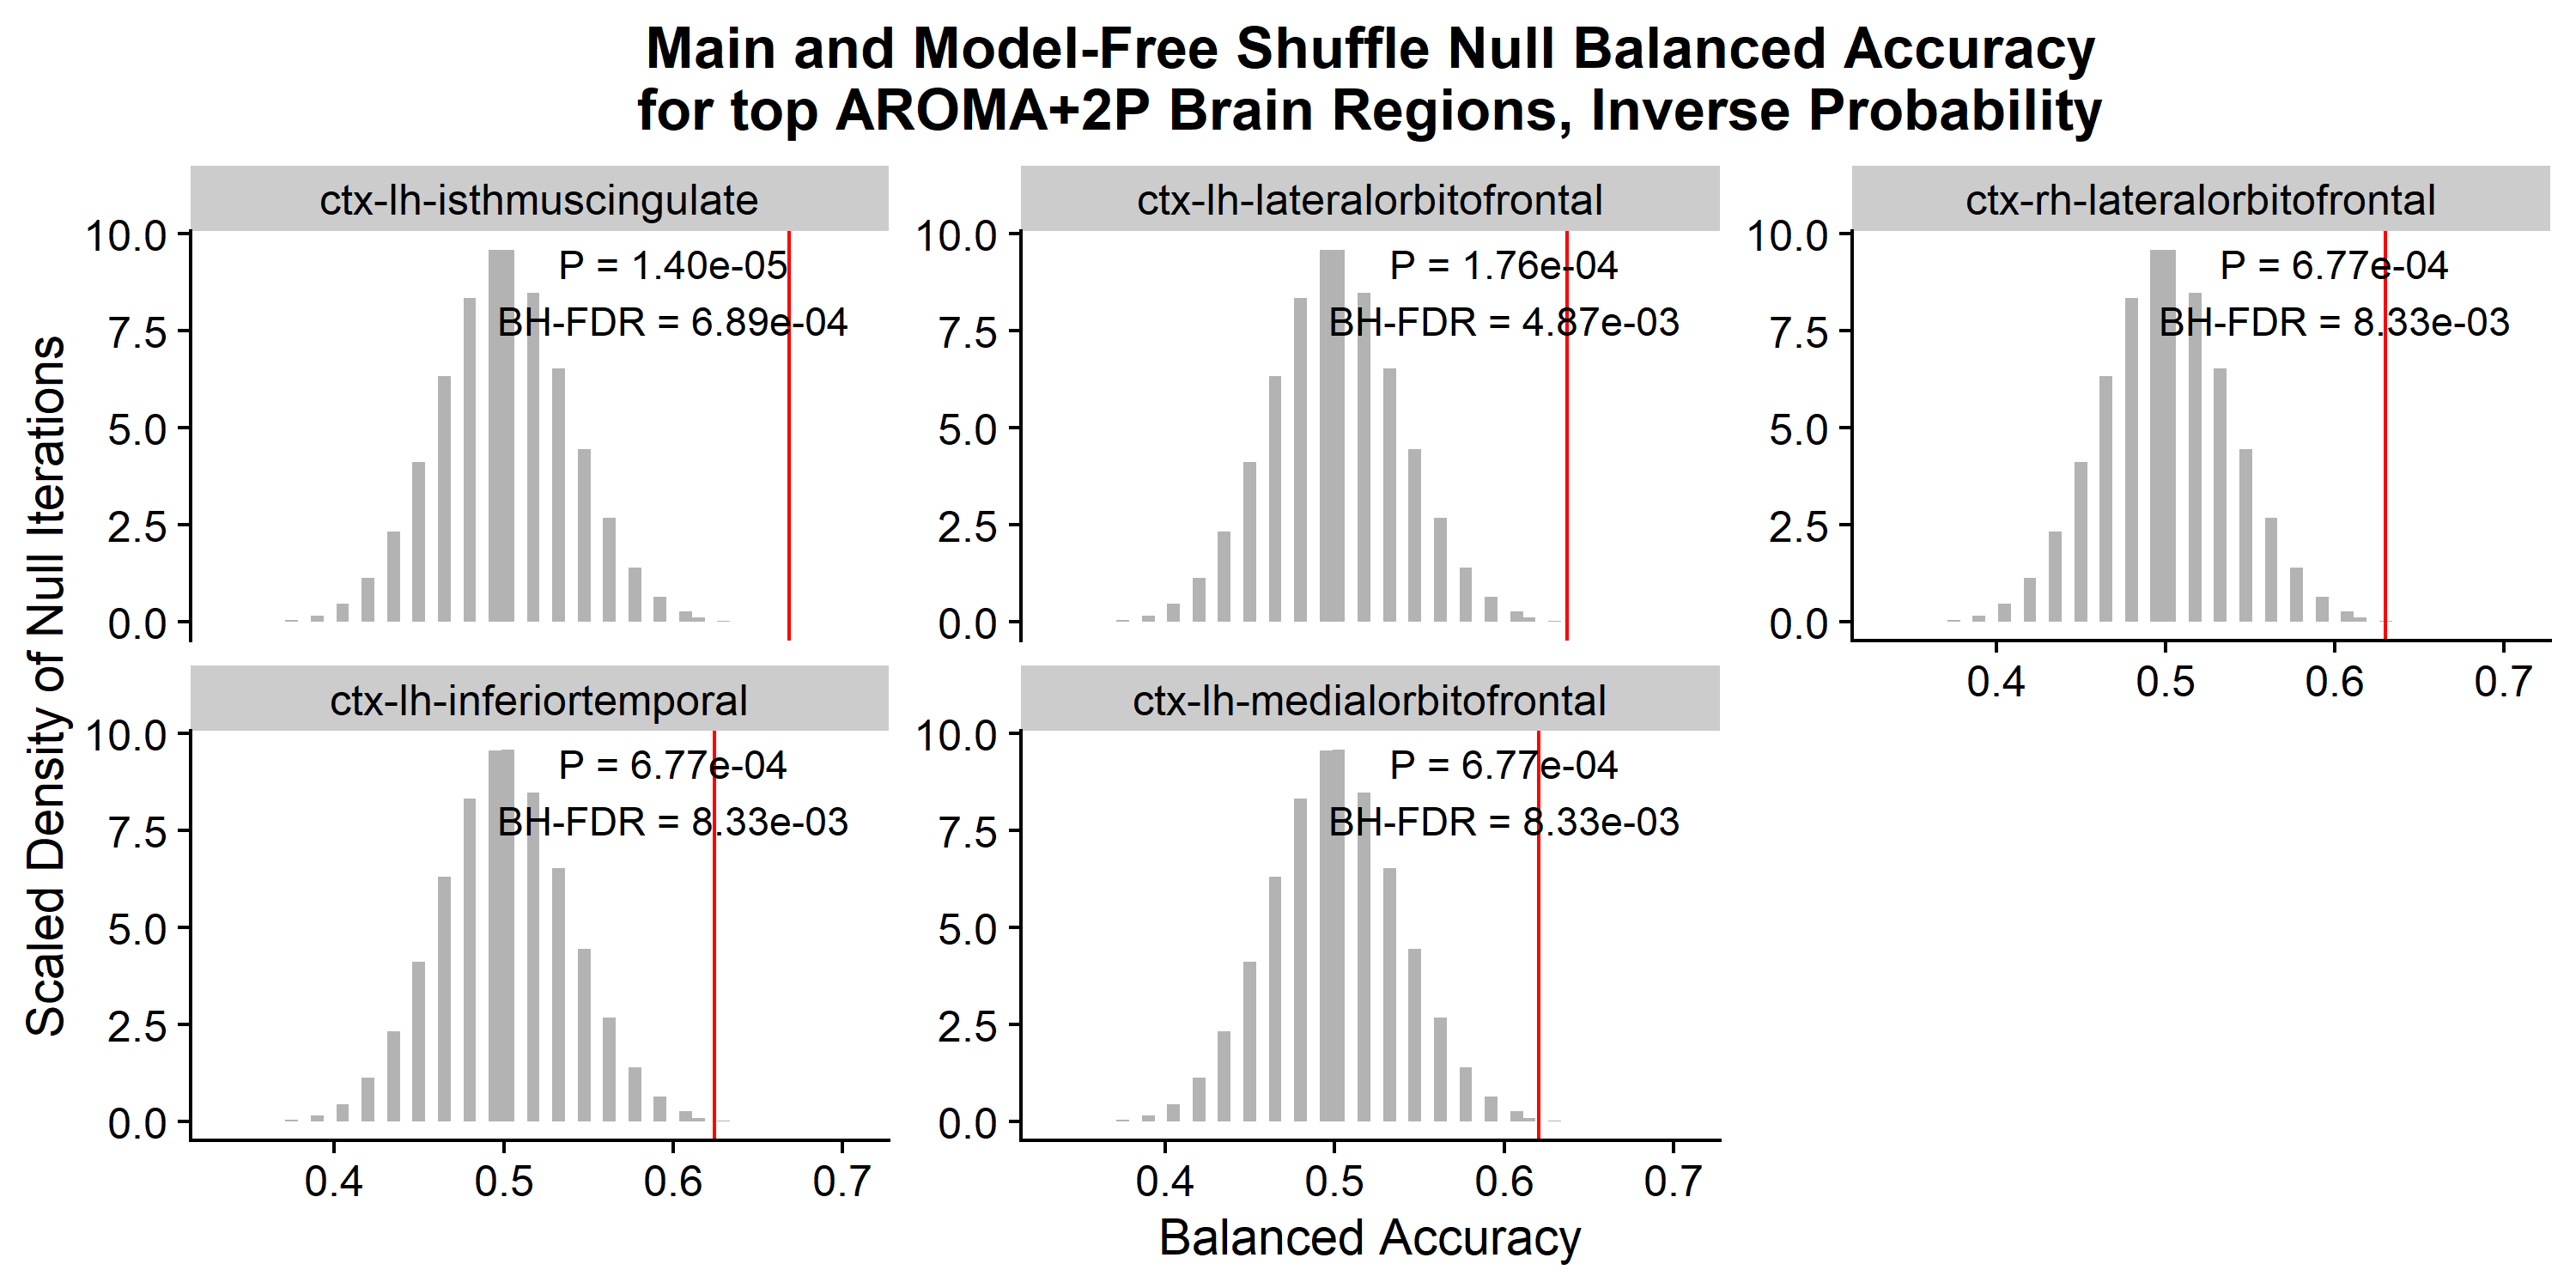 Main and Model-Free Shuffle Null Balanced Accuracy
for top AROMA+2P Brain Regions, Inverse Probability
Scaled Density of Null Iterations
ctx-lh-isthmuscingulate
10.0
7.5
5.0
2.5
0.0
P = 1.40e-05
BH-FDR = 6.89e-04
ctx-lh-lateralorbitofrontal
10.0
7.5
5.0
2.5
0.0
P = 1.76e-04
BH-FDR = 4.87e-03
ctx-rh-lateralorbitofrontal
10.0
7.5
5.0
2.5
0.0
P = 6.77e-04
BH-FDR = 8.33e-03
0.4 0.5 0.6 0.7
ctx-lh-inferiortemporal
10.0
7.5
5.0
2.5
0.0
P = 6.77e-04
BH-FDR = 8.33e-03
0.4 0.5 0.6 0.7
ctx-lh-medialorbitofrontal
10.0
7.5
5.0
2.5
0.0
P = 6.77e-04
BH-FDR = 8.33e-03
0.4 0.5 0.6 0.7
Balanced Accuracy